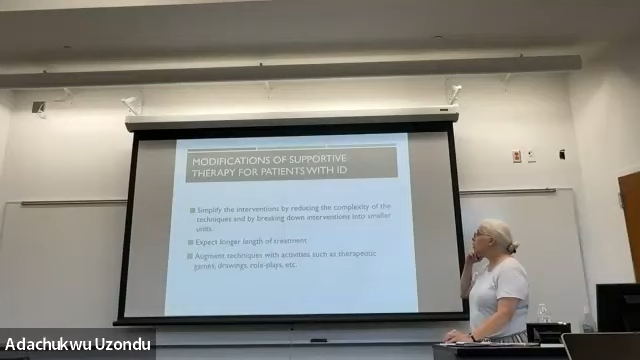 MODIFICATIONS OF SUPPORTIVE
THERAPY FOR PATIENTS WITH ID
Simplify the interventions by reducing the complexity of the
techniques and by breaking down interventions into smaller
units.
Expect longer length of treatment
Augment techniques with activities such as therapeutic
games, drawings, role-plays, etc.
Adachukwu Uzondu